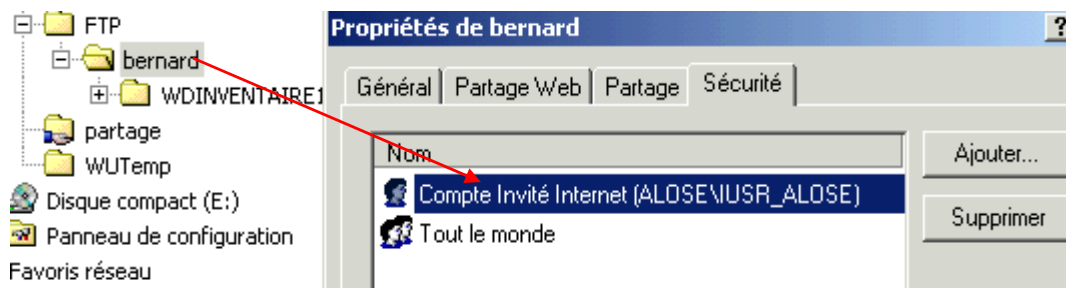 FTP
bernard
WDINVENTAIRE1
partage
WUTemp
Disque compact (E:)
Panneau de configuration
Favoris réseau
Propriétés de bernard
?
Général Partage Web Partage Sécurité
Nom
Compte Invité Internet (ALOSE\IUSR_ALOSE)
Tout le monde
Ajouter...
Supprimer